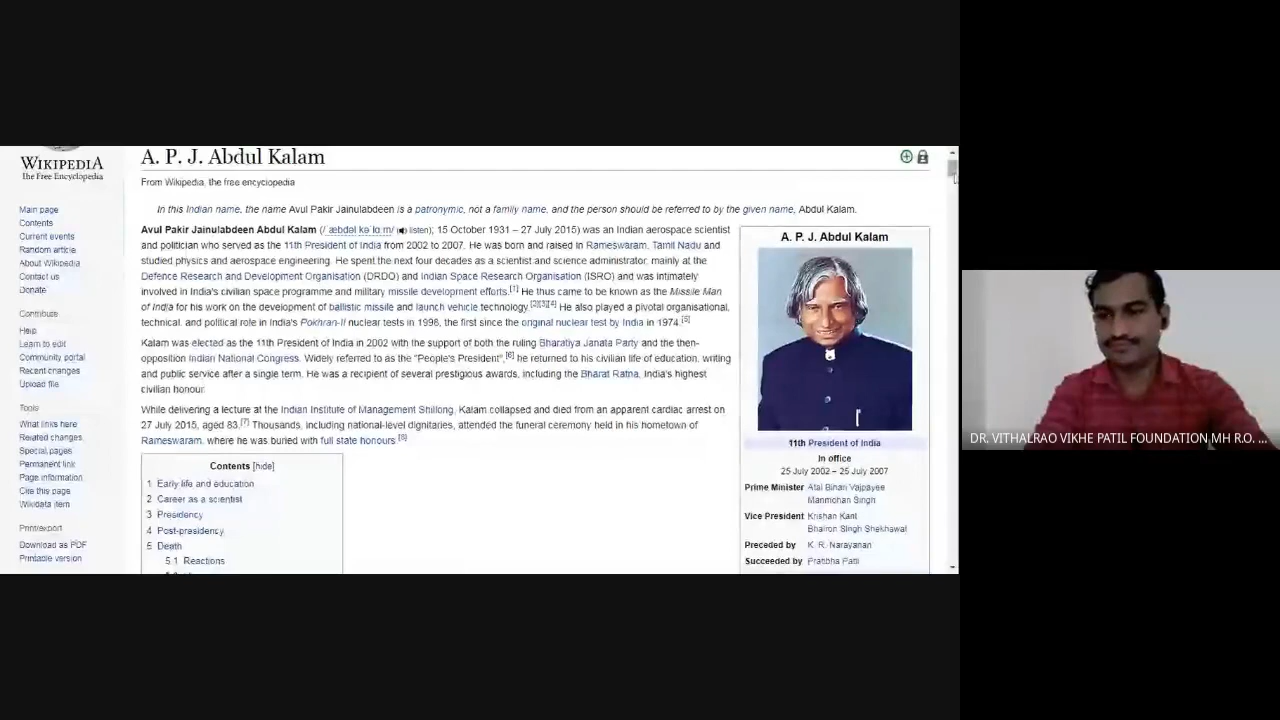 WIKIPEDIA
The Free Encyclopedia
Main page
Contents
Current events
Random article
About Wikipedia
Contact us
Donate
Contribute
Help
Learn to edit
Community portal
Recent changes
Upload file
Tools
What links here
Related changes
Special pages
Permanent link
Page information
Cite this page
Wikidata item
Print/export
Download as PDF
Printable version
A. P. J. Abdul Kalam
From Wikipedia, the free encyclopedia
In this Indian name, the name Avul Pakir Jainulabdeen is a patronymic, not a family name, and the person should be referred to by the given name, Abdul Kalam.
Avul Pakir Jainulabdeen Abdul Kalam (listen); 15 October 1931 – 27 July 2015) was an Indian aerospace scientist
and politician who served as the 11th President of India from 2002 to 2007. He was born and raised in Rameswaram, Tamil Nadu and
studied physics and aerospace engineering. He spent the next four decades as a scientist and science administrator, mainly at the
Defence Research and Development Organisation (DRDO) and Indian Space Research Organisation (ISRO) and was intimately
involved in India's civilian space programme and military missile development efforts.[1] He thus came to be known as the Missile Man
of India for his work on the development of ballistic missile and launch vehicle technology.[2][3][4] He also played a pivotal organisational,
technical, and political role in India's Pokhran-II nuclear tests in 1998, the first since the original nuclear test by India in 1974.[5]
Kalam was elected as the 11th President of India in 2002 with the support of both the ruling Bharatiya Janata Party and the then-
opposition Indian National Congress. Widely referred to as the "People's President",[6] he returned to his civilian life of education, writing
and public service after a single term. He was a recipient of several prestigious awards, including the Bharat Ratna, India's highest
civilian honour.
While delivering a lecture at the Indian Institute of Management Shillong, Kalam collapsed and died from an apparent cardiac arrest on
27 July 2015, aged 83.[7] Thousands, including national-level dignitaries, attended the funeral ceremony held in his hometown of
Rameswaram, where he was buried with full state honours.[8]
Contents [hide]
1 Early life and education
2 Career as a scientist
3 Presidency
4 Post-presidency
5 Death
5.1 Reactions
A. P. J. Abdul Kalam
11th President of India
In office
25 July 2002 – 25 July 2007
Prime Minister Atal Bihari Vajpayee
Manmohan Singh
Vice President Krishan Kant
Bhairon Singh Shekhawat
Preceded by K. R. Narayanan
Succeeded by Pratibha Patil
DR. VITHALRAO VIKHE PATIL FOUNDATION MH R.O. ...